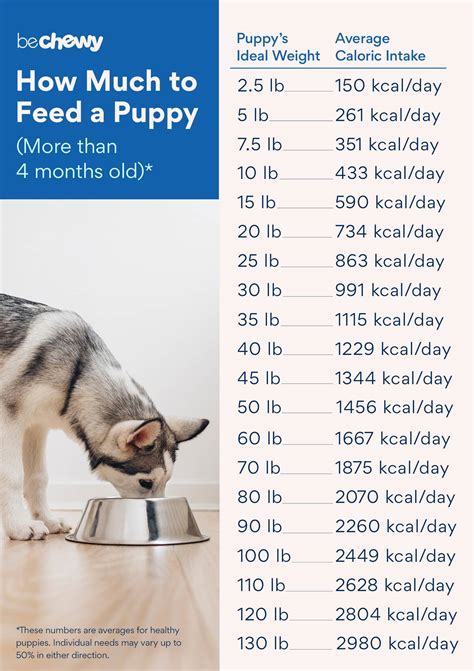 bechewy
How Much to
Feed a Puppy
(More than
4 months old)*
Puppy's Average
Ideal Weight Caloric Intake
2.5 lb 150 kcal/day
5 lb 261 kcal/day
7.5 lb 351 kcal/day
10 lb 433 kcal/day
15 lb 590 kcal/day
20 lb 734 kcal/day
25 lb 863 kcal/day
30 lb 991 kcal/day
35 lb 1115 kcal/day
40 lb 1229 kcal/day
45 lb 1344 kcal/day
50 lb 1456 kcal/day
60 lb 1667 kcal/day
70 lb 1875 kcal/day
80 lb 2070 kcal/day
90 lb 2260 kcal/day
100 lb 2449 kcal/day
110 lb 2628 kcal/day
120 lb 2804 kcal/day
130 lb 2980 kcal/day
*These numbers are averages for healthy
puppies. Individual needs may vary up to
50% in either direction.